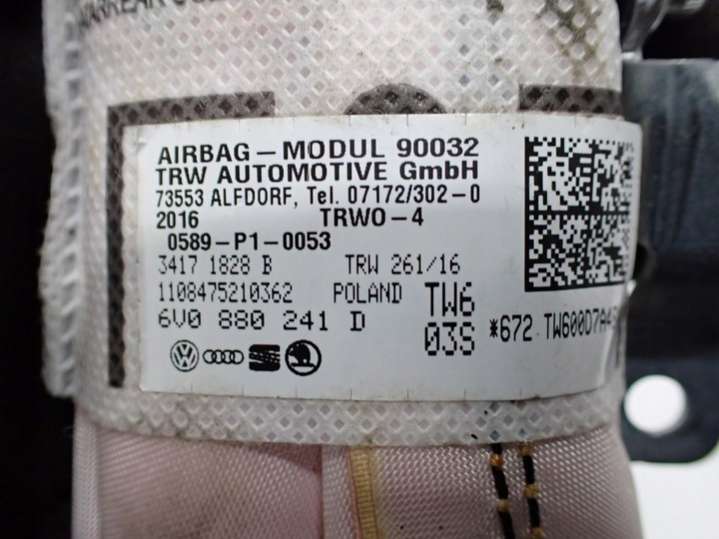 AIRBAG – MODUL 90032
TRW AUTOMOTIVE GmbH
73553 ALFDORF, Tel. 07172/302-0
2016 TRWO-4
0589-P1-0053
3417 1828 B TRW 261/16
1108475210362 POLAND TW6
6V0 880 241 D 03S *672 TW600D7A4